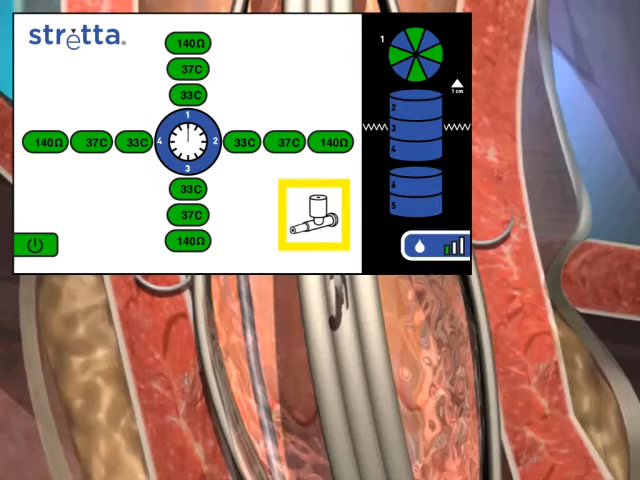 strětta®
140Ω
37C
33C
1
140Ω 37C 33C 4 2 33C 37C 140Ω
3
33C
37C
140Ω
1
1 cm
2
3
4
6
5